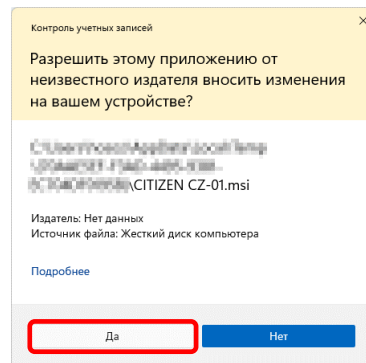 Контроль учетных записей
Разрешить этому приложению от
неизвестного издателя вносить изменения
на вашем устройстве?
\CITIZEN CZ-01.msi
Издатель: Нет данных
Источник файла: Жесткий диск компьютера
Подробнее
Да
Нет